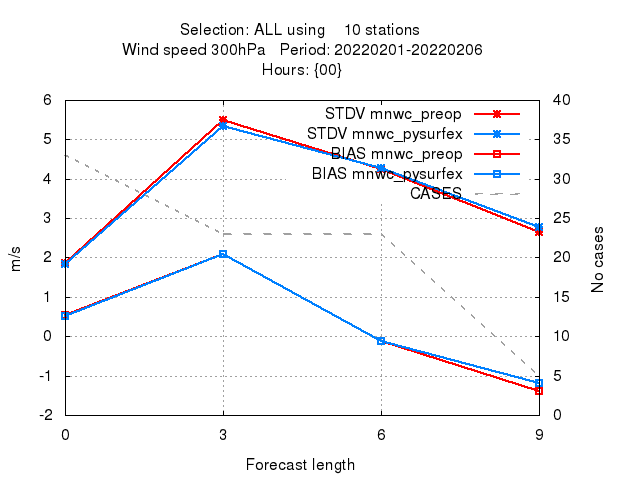 Selection: ALL using 10 stations
Wind speed 300hPa Period: 20220201-20220206
Hours: {00}
STDV mnwc_preop
STDV mnwc_pysurfex
BIAS mnwc_preop
BIAS mnwc_pysurfex
CASES
6
5
4
3
2
1
0
-1
-2
m/s
40
35
30
25
20
15
10
5
0
No cases
0 3 6 9
Forecast length